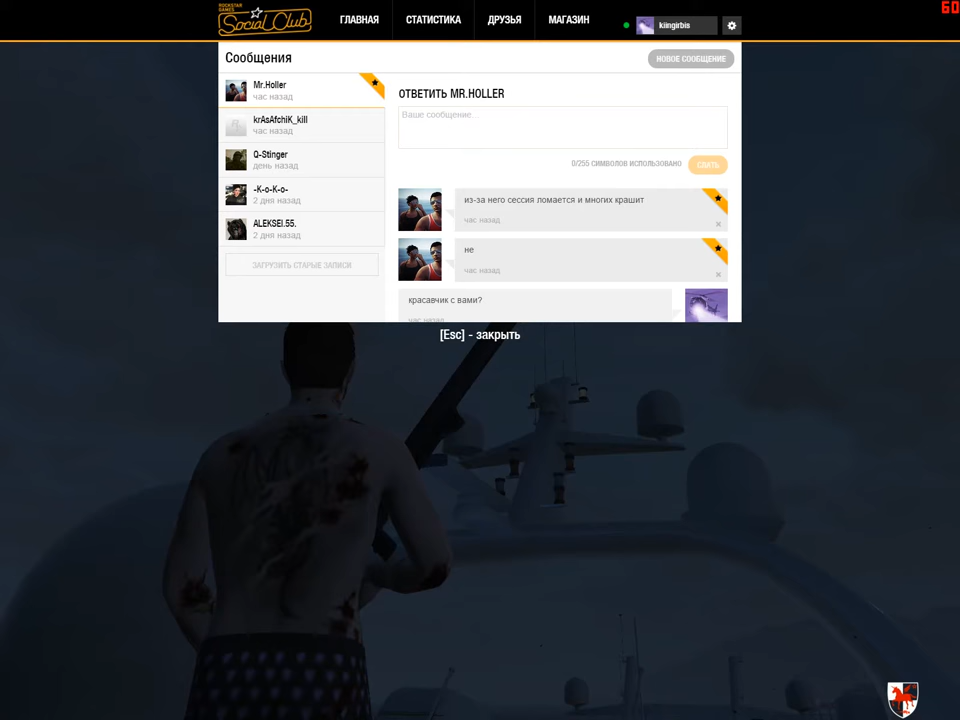 60
ROCKSTAR GAMES
Social Club
ГЛАВНАЯ
СТАТИСТИКА
ДРУЗЬЯ
МАГАЗИН
kiingirbis
Сообщения
НОВОЕ СООБЩЕНИЕ
Mr.Holler
час назад
krAsAfchiK_kill
час назад
Q-Stinger
день назад
-K-o-K-o-
2 дня назад
ALEKSEI.55.
2 дня назад
ЗАГРУЗИТЬ СТАРЫЕ ЗАПИСИ
ОТВЕТИТЬ MR.HOLLER
Ваше сообщение...
0/255 СИМВОЛОВ ИСПОЛЬЗОВАНО
СЛАТЬ
из-за него сессия ломается и многих крашит
час назад
не
час назад
красавчик с вами?
час назад
[Esc] - закрыть